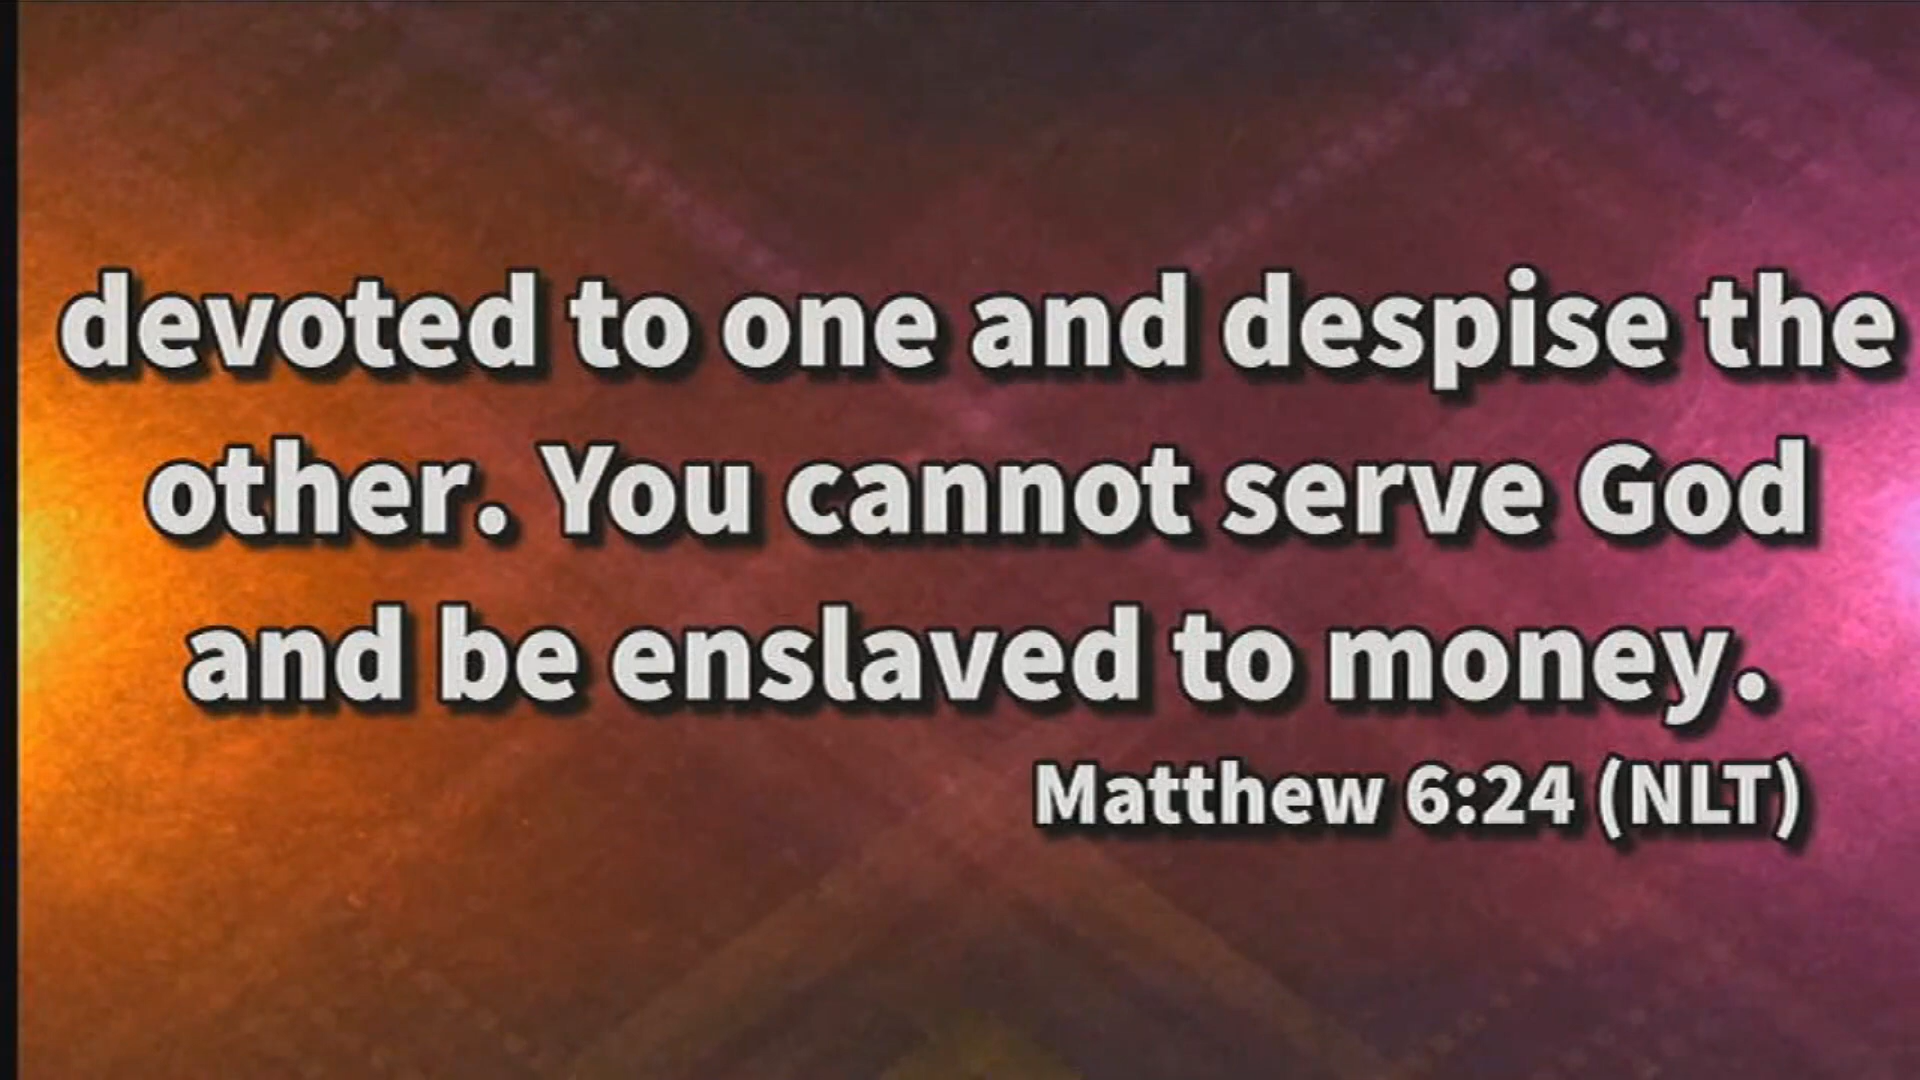 devoted to one and despise the
other. You cannot serve God
and be enslaved to money.
Matthew 6:24 (NLT)